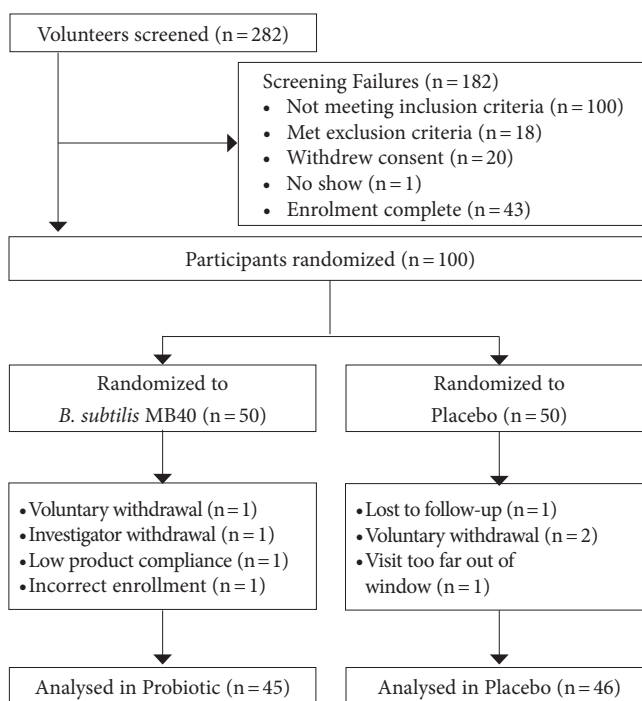 Volunteers screened (n = 282)
Screening Failures (n = 182)
• Not meeting inclusion criteria (n = 100)
• Met exclusion criteria (n = 18)
• Withdrew consent (n = 20)
• No show (n = 1)
• Enrolment complete (n = 43)
Participants randomized (n = 100)
Randomized to
B. subtilis MB40 (n = 50)
Randomized to
Placebo (n = 50)
• Voluntary withdrawal (n = 1)
• Investigator withdrawal (n = 1)
• Low product compliance (n = 1)
• Incorrect enrollment (n = 1)
• Lost to follow-up (n = 1)
• Voluntary withdrawal (n = 2)
• Visit too far out of
window (n = 1)
Analysed in Probiotic (n = 45)
Analysed in Placebo (n = 46)